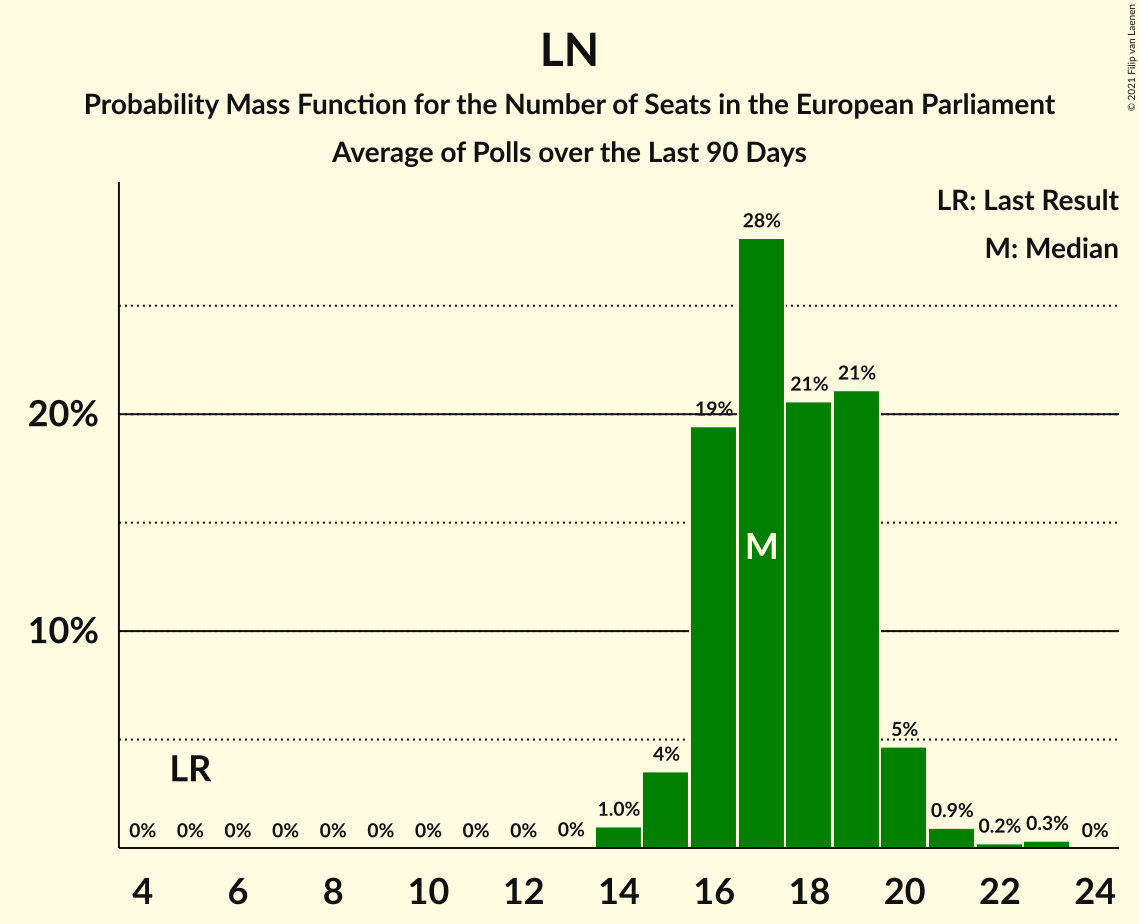 LN
Probability Mass Function for the Number of Seats in the European Parliament
Average of Polls over the Last 90 Days
© 2021 Filip van Laenen
LR: Last Result
M: Median
28%
21%
21%
19%
20%
M
10%
5%
4%
LR
1.0%
0.9%
0.2%
0.3%
0% 0% 0% 0% 0% 0% 0% 0% 0% 0% 0%
4 6 8 10 12 14 16 18 20 22 24